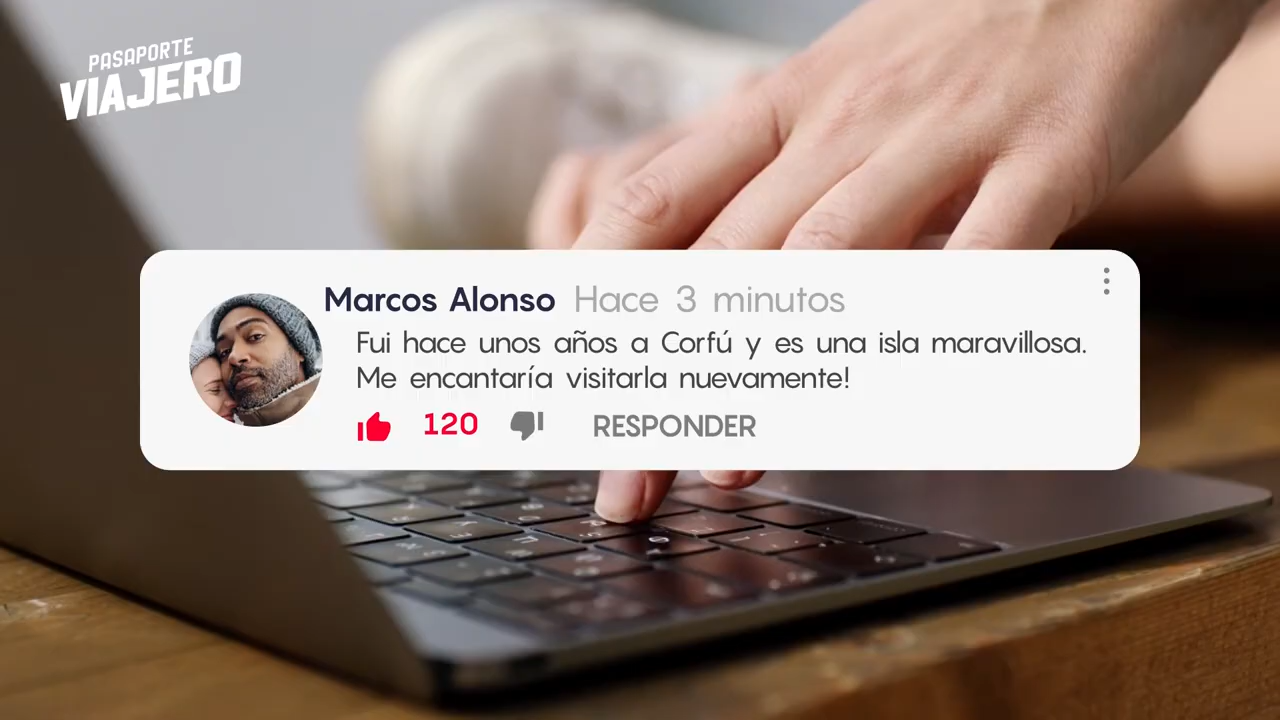 PASAPORTE
VIAJERO
Marcos Alonso Hace 3 minutos
Fui hace unos años a Corfú y es una isla maravillosa.
Me encantaría visitarla nuevamente!
120 RESPONDER